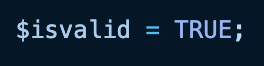 $isvalid = TRUE;